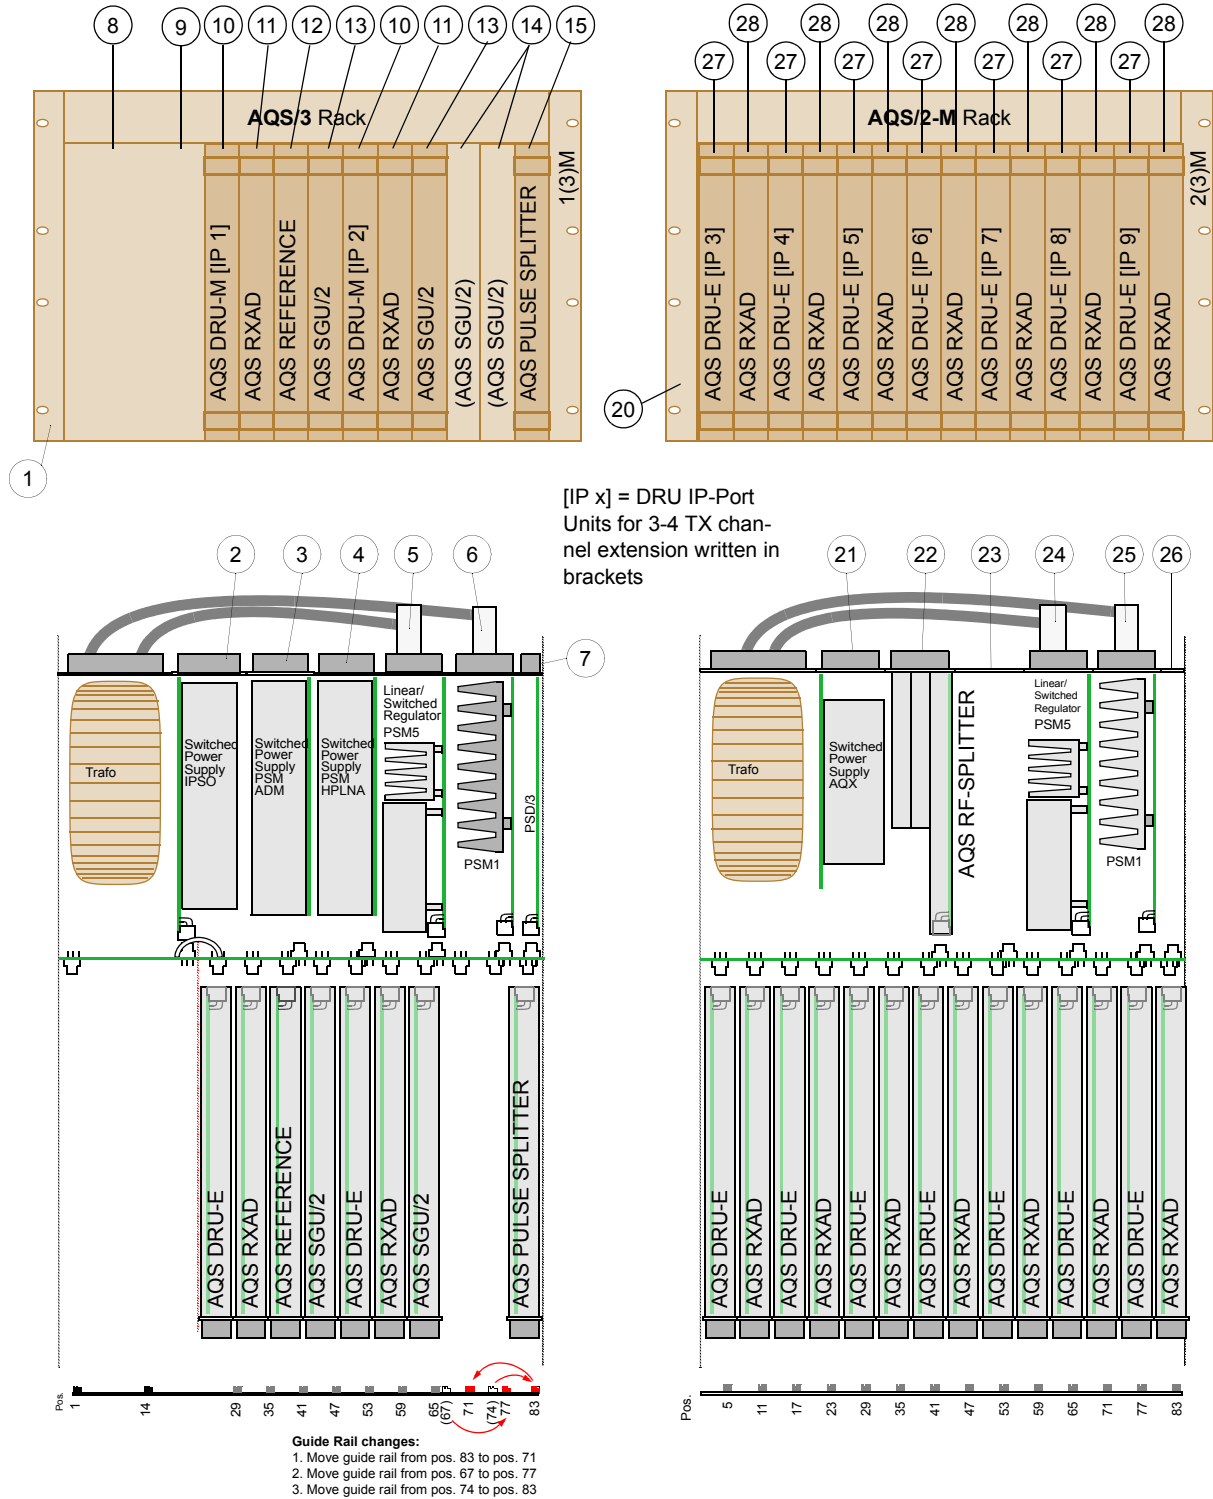 8 9 10 11 12 13 10 11 13 14 15
28 28 28 28 28 28 28
27 27 27 27 27 27 27
AQS/3 Rack
AQS/2-M Rack
1(3)M
2(3)M
AQS DRU-M [IP 1]
AQS RXAD
AQS REFERENCE
AQS SGU/2
AQS DRU-M [IP 2]
AQS RXAD
AQS SGU/2
(AQS SGU/2)
(AQS SGU/2)
AQS PULSE SPLITTER
AQS DRU-E [IP 3]
AQS RXAD
AQS DRU-E [IP 4]
AQS RXAD
AQS DRU-E [IP 5]
AQS RXAD
AQS DRU-E [IP 6]
AQS RXAD
AQS DRU-E [IP 7]
AQS RXAD
AQS DRU-E [IP 8]
AQS RXAD
AQS DRU-E [IP 9]
AQS RXAD
1
20
[IP x] = DRU IP-Port
Units for 3-4 TX chan-
nel extension written in
brackets
2 3 4 5 6 7
21 22 23 24 25 26
Trafo
Switched
Power
Supply
IPSO
Switched
Power
Supply
PSM
ADM
Switched
Power
Supply
PSM
HPLNA
Linear/
Switched
Regulator
PSM5
PSM1
PSD/3
Trafo
Switched
Power
Supply
AQX
AQS RF-SPLITTER
Linear/
Switched
Regulator
PSM5
PSM1
AQS DRU-E
AQS RXAD
AQS REFERENCE
AQS SGU/2
AQS DRU-E
AQS RXAD
AQS SGU/2
AQS PULSE SPLITTER
AQS DRU-E
AQS RXAD
AQS DRU-E
AQS RXAD
AQS DRU-E
AQS RXAD
AQS DRU-E
AQS RXAD
AQS DRU-E
AQS RXAD
AQS DRU-E
AQS RXAD
AQS DRU-E
AQS RXAD
Pos. 1 14 29 35 41 47 53 59 65 (67) 71 (74) 77 83
Pos. 5 11 17 23 29 35 41 47 53 59 65 71 77 83
Guide Rail changes:
1. Move guide rail from pos. 83 to pos. 71
2. Move guide rail from pos. 67 to pos. 77
3. Move guide rail from pos. 74 to pos. 83